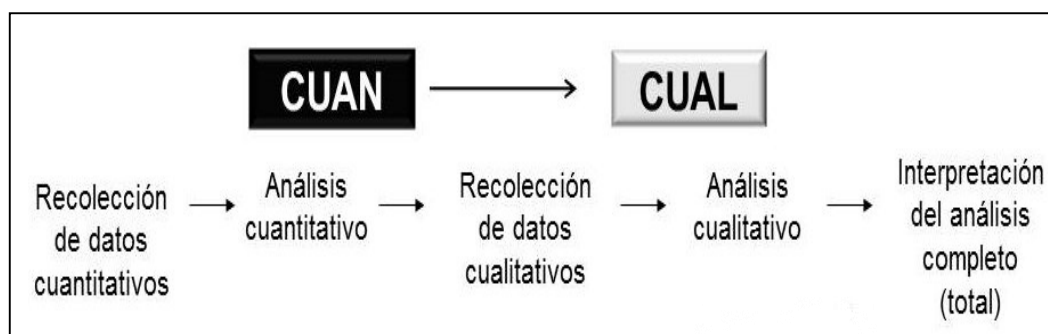 CUAN
CUAL
Recolección
de datos
cuantitativos
Análisis
cuantitativo
Recolección
de datos
cualitativos
Análisis
cualitativo
Interpretación
del análisis
completo
(total)